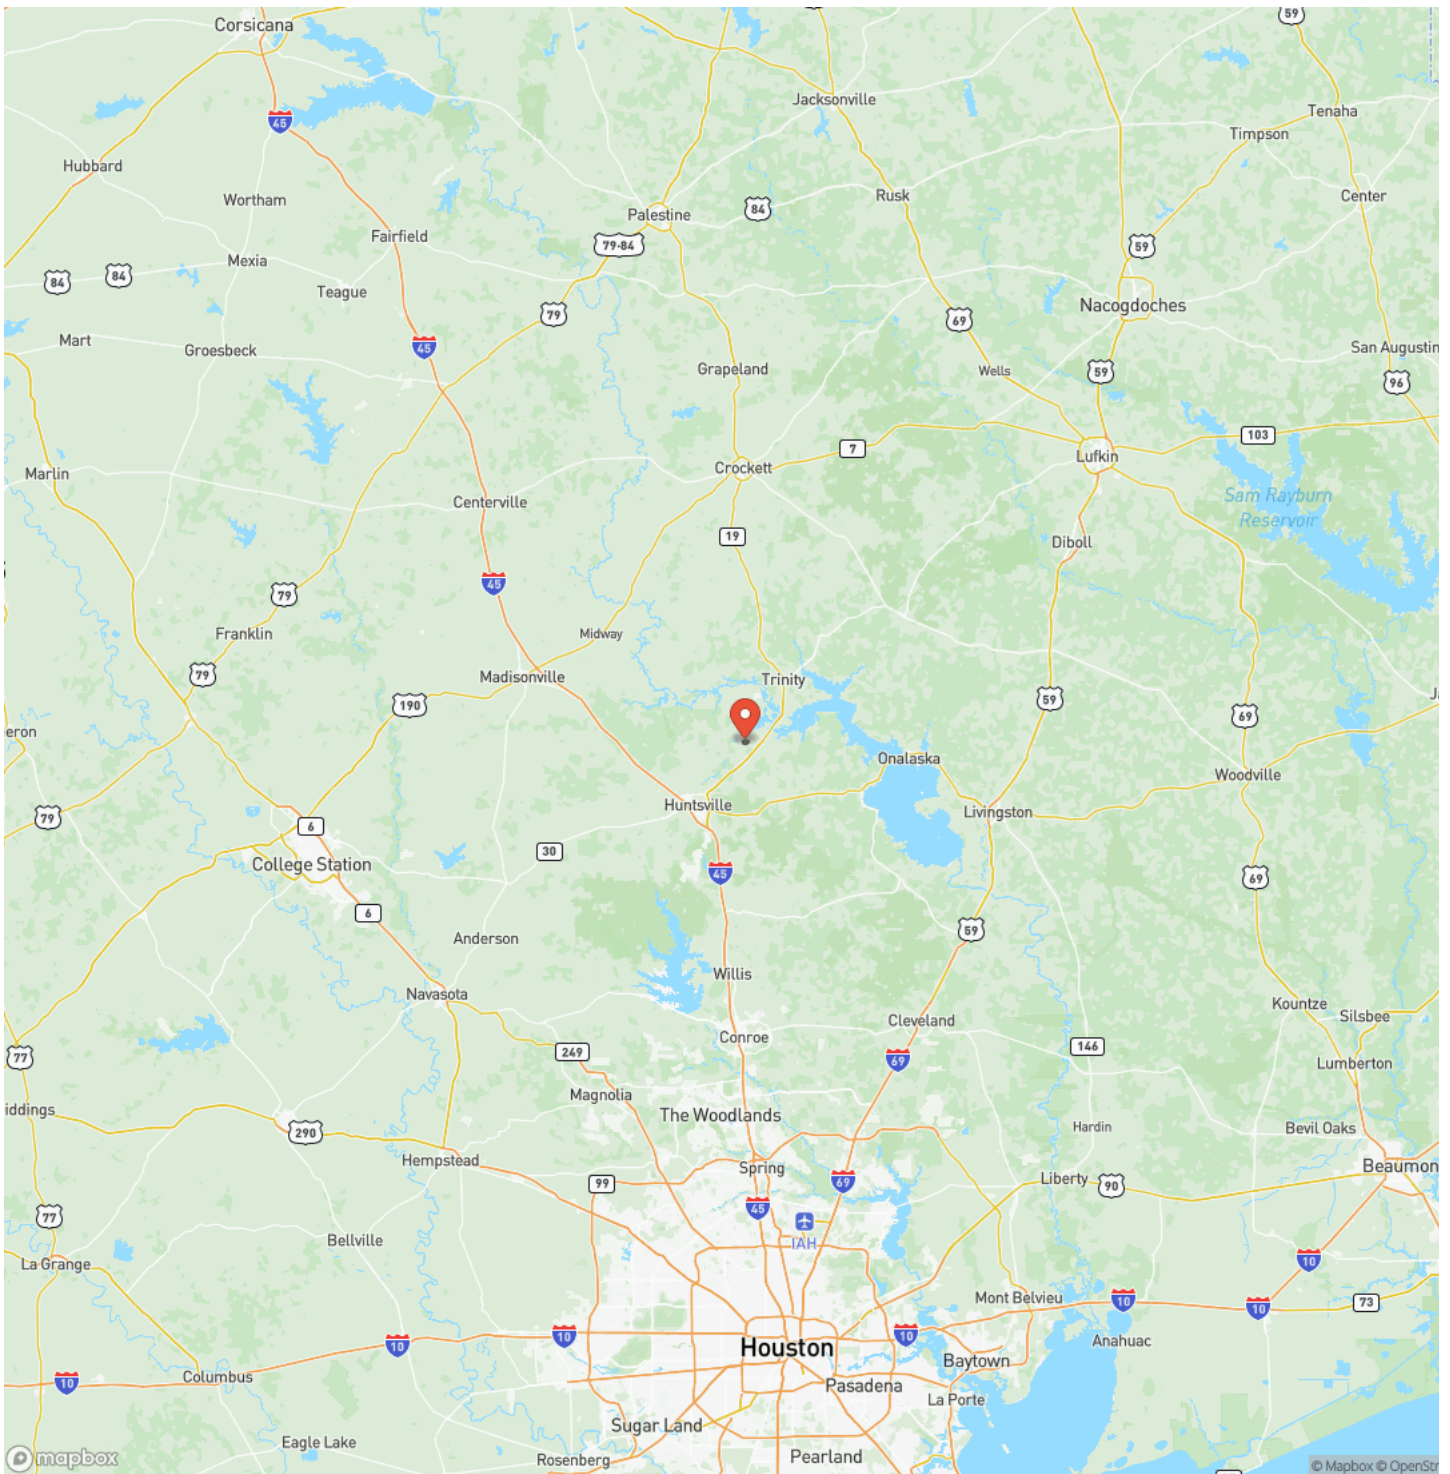 59
Corsicana
Jacksonville
45
Tenaha
Timpson
Hubbard
Wortham
Rusk
Center
84
Palestine
Fairfield
79-84
59
Mexia
84
84
Teague
Nacogdoches
79
69
Mart
Groesbeck
45
San Augustin
Grapeland
Wells
59
96
103
7
Lufkin
Crockett
Marlin
Centerville
Sam Rayburn
Reservoir
19
Diboll
45
79
Midway
Franklin
79
Madisonville
Trinity
190
59
69
eron
Onalaska
Woodville
Huntsville
Livingston
79
6
30
College Station
45
69
6
59
Anderson
Willis
Navasota
Kountze
Silsbee
Cleveland
Conroe
146
249
69
77
Lumberton
Magnolia
iddings
The Woodlands
290
Hardin
Bevil Oaks
Hempstead
Spring
Beaumon
99
69
Liberty
90
45
77
IAH
Bellville
La Grange
10
Mont Belvieu
10
10
73
10
10
10
Anahuac
Houston
Baytown
Columbus
10
Pasadena
La Porte
Sugar Land
Eagle Lake
Pearland
Rosenberg
mapbox
© Mapbox © OpenStr